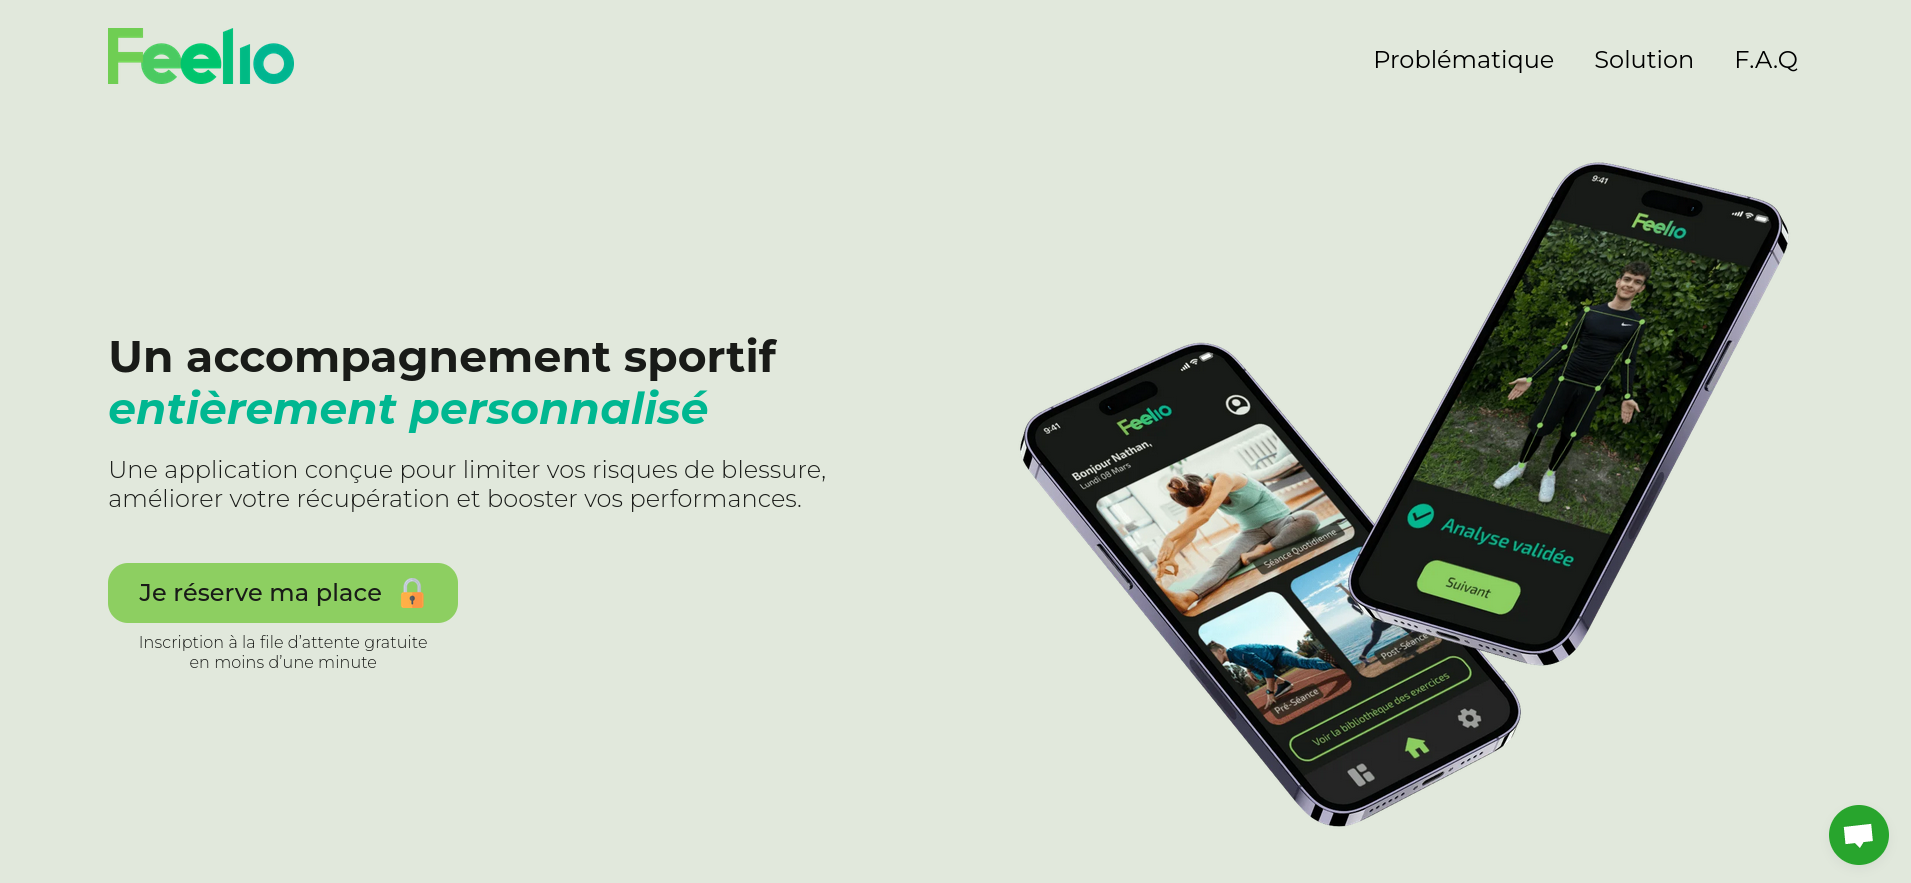 Feelio
Problématique
Solution
F.A.Q
Un accompagnement sportif
entièrement personnalisé
Une application conçue pour limiter vos risques de blessure,
améliorer votre récupération et booster vos performances.
Je réserve ma place
Inscription à la file d’attente gratuite
en moins d’une minute
9:41
Feelio
Bonjour Nathan,
Lundi 08 Mars
Séance Quotidienne
Pré-Séance
Post-Séance
Voir la bibliothèque des exercices
9:41
Feelio
Analyse validée
Suivant